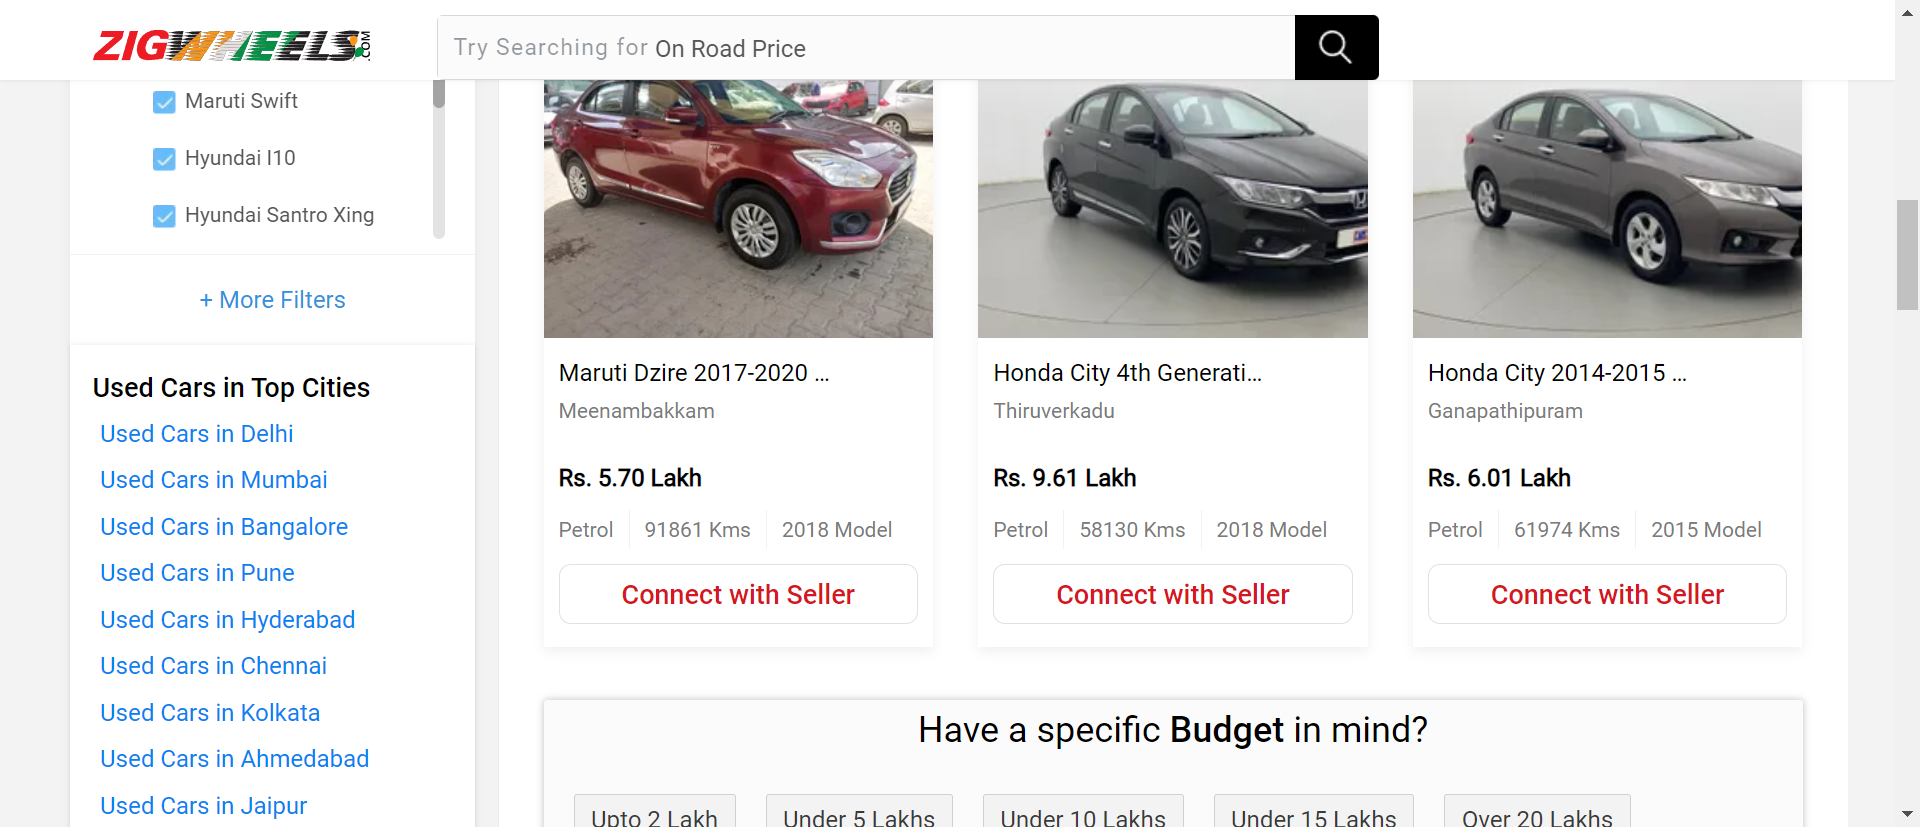 ZIGWHEELS.COM
Try Searching for On Road Price
Maruti Swift
Hyundai I10
Hyundai Santro Xing
+ More Filters
Used Cars in Top Cities
Used Cars in Delhi
Used Cars in Mumbai
Used Cars in Bangalore
Used Cars in Pune
Used Cars in Hyderabad
Used Cars in Chennai
Used Cars in Kolkata
Used Cars in Ahmedabad
Used Cars in Jaipur
Maruti Dzire 2017-2020 ...
Meenambakkam
Rs. 5.70 Lakh
Petrol 91861 Kms 2018 Model
Connect with Seller
Honda City 4th Generati...
Thiruverkadu
Rs. 9.61 Lakh
Petrol 58130 Kms 2018 Model
Connect with Seller
Honda City 2014-2015 ...
Ganapathipuram
Rs. 6.01 Lakh
Petrol 61974 Kms 2015 Model
Connect with Seller
Have a specific Budget in mind?
Upto 2 Lakh
Under 5 Lakhs
Under 10 Lakhs
Under 15 Lakhs
Over 20 Lakhs